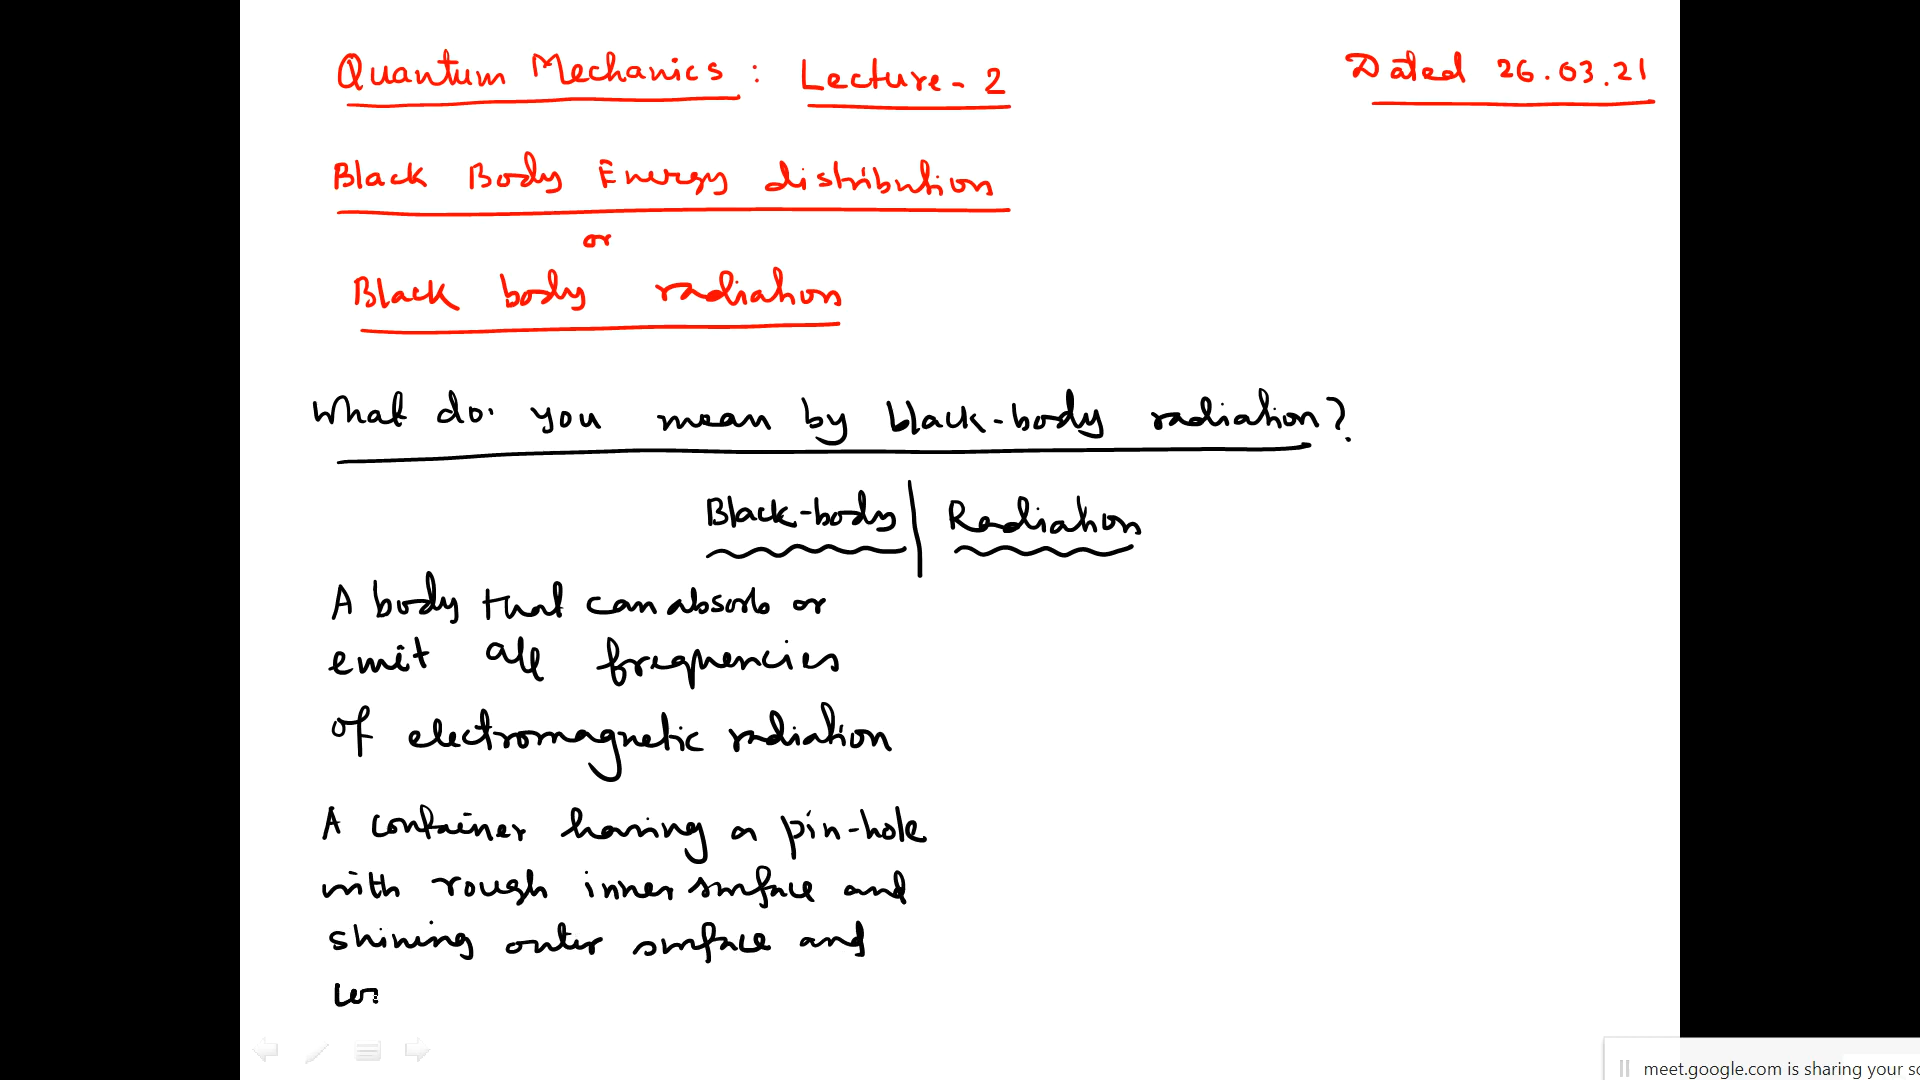 Quantum Mechanics : Lecture - 2 Dated 26.03.21
Black Body Energy distribution
or
Black body radiation
What do you mean by black-body radiation?
Black-body | Radiation
A body that can absorb or
emit all frequencies
of electromagnetic radiation
A container having a pin-hole
with rough inner surface and
shining outer surface and
meet.google.com is sharing your sc